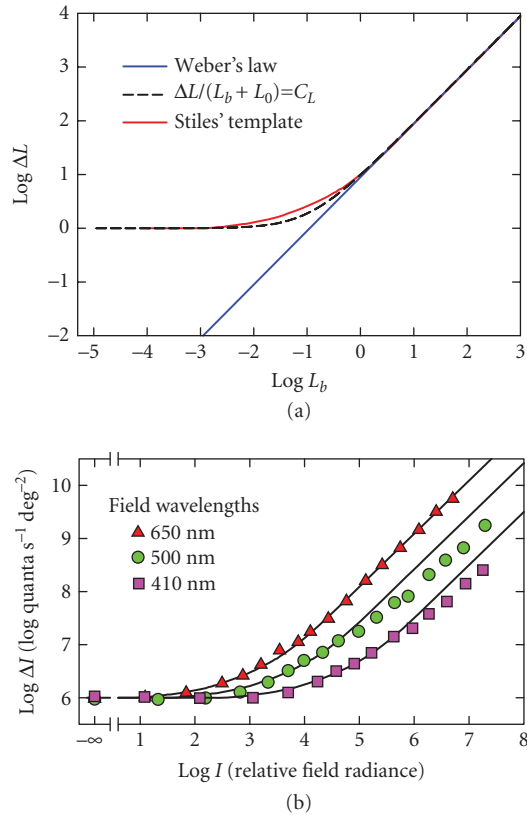 4
3
2
1
0
−1
−2
Log ΔL
Weber's law
ΔL/(L_b + L_0)=C_L
Stiles' template
−5 −4 −3 −2 −1 0 1 2 3
Log L_b
(a)
10
9
8
7
6
Log ΔI (log quanta s⁻¹ deg⁻²)
Field wavelengths
650 nm
500 nm
410 nm
−∞ 1 2 3 4 5 6 7 8
Log I (relative field radiance)
(b)